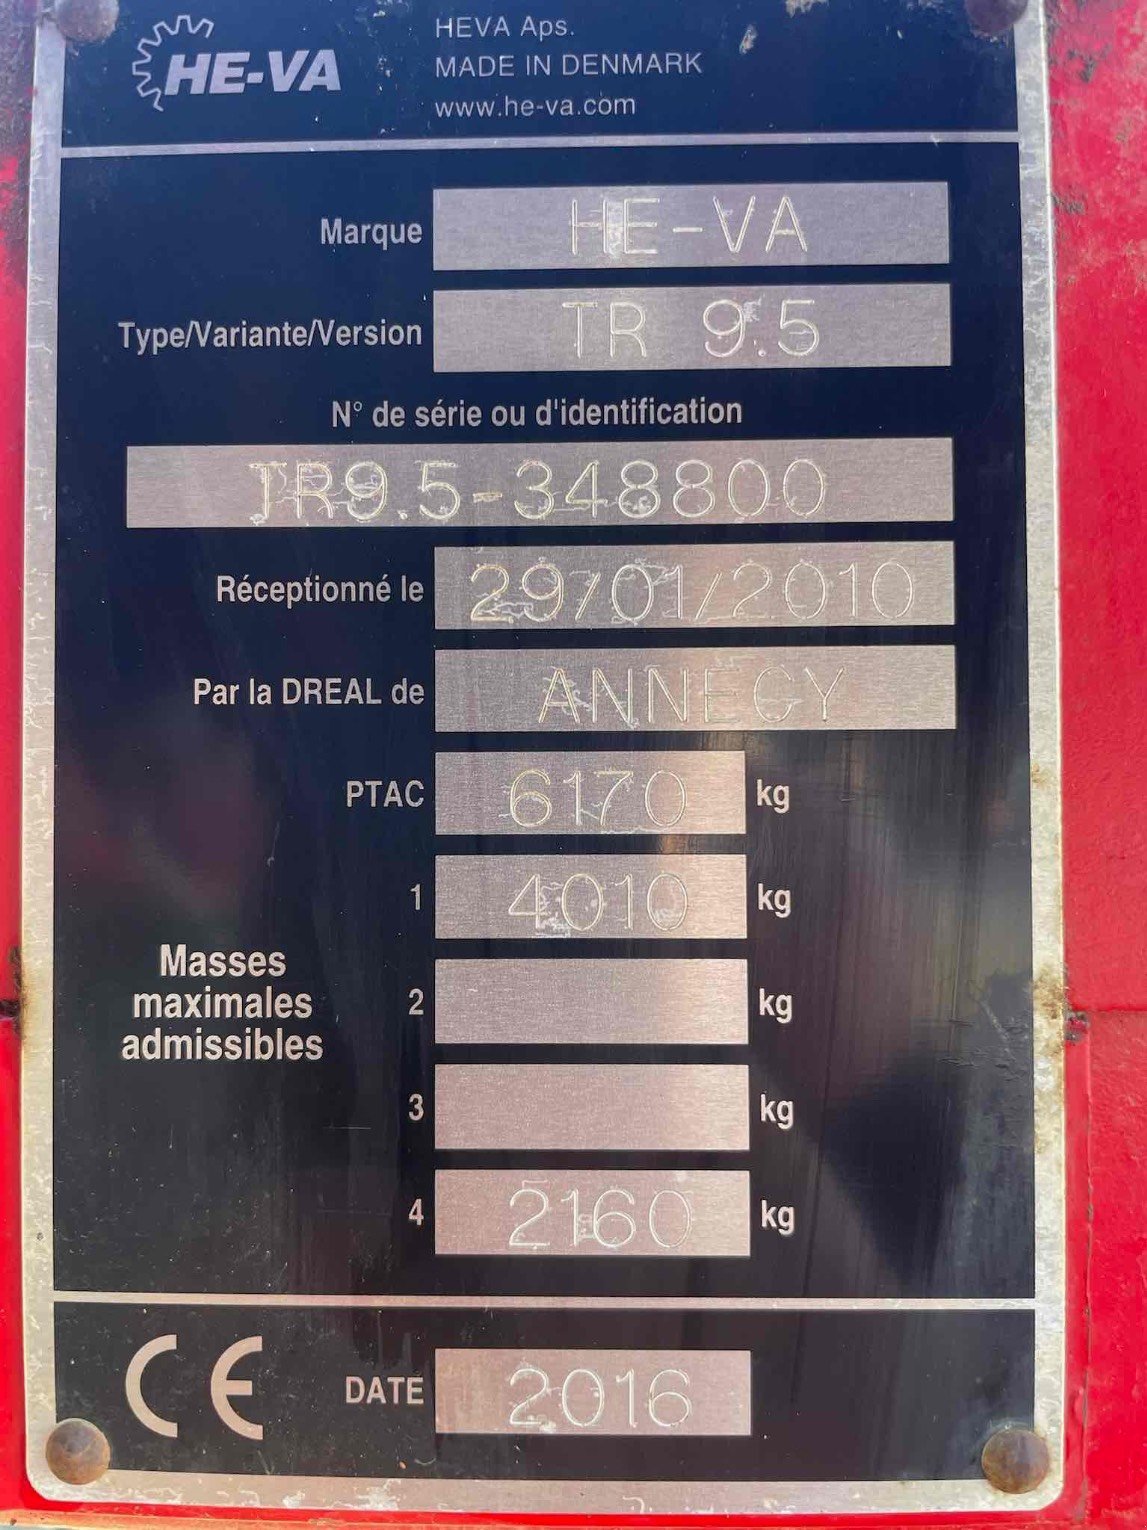 HE-VA
HEVA Aps.
MADE IN DENMARK
www.he-va.com
Marque HE-VA
Type/Variante/Version TR 9.5
N° de série ou d'identification
TR9.5-348800
Réceptionné le 29/01/2010
Par la DREAL de ANNECY
PTAC 6170 kg
Masses maximales admissibles
1 4010 kg
2 kg
3 kg
4 2160 kg
CE DATE 2016